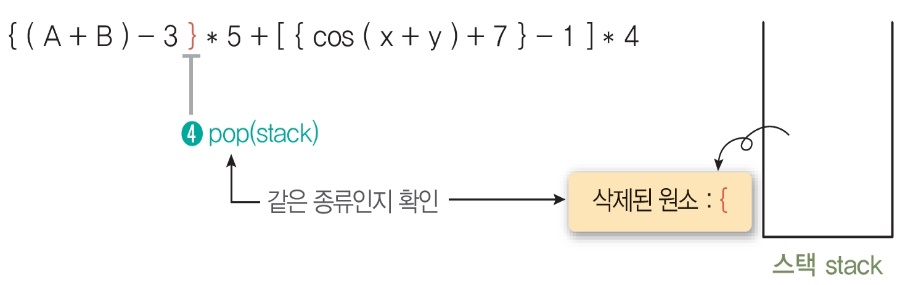 { ( A + B ) – 3 } * 5 + [ { cos ( x + y ) + 7 } – 1 ] * 4
❹ pop(stack)
같은 종류인지 확인
삭제된 원소 : {
스택 stack